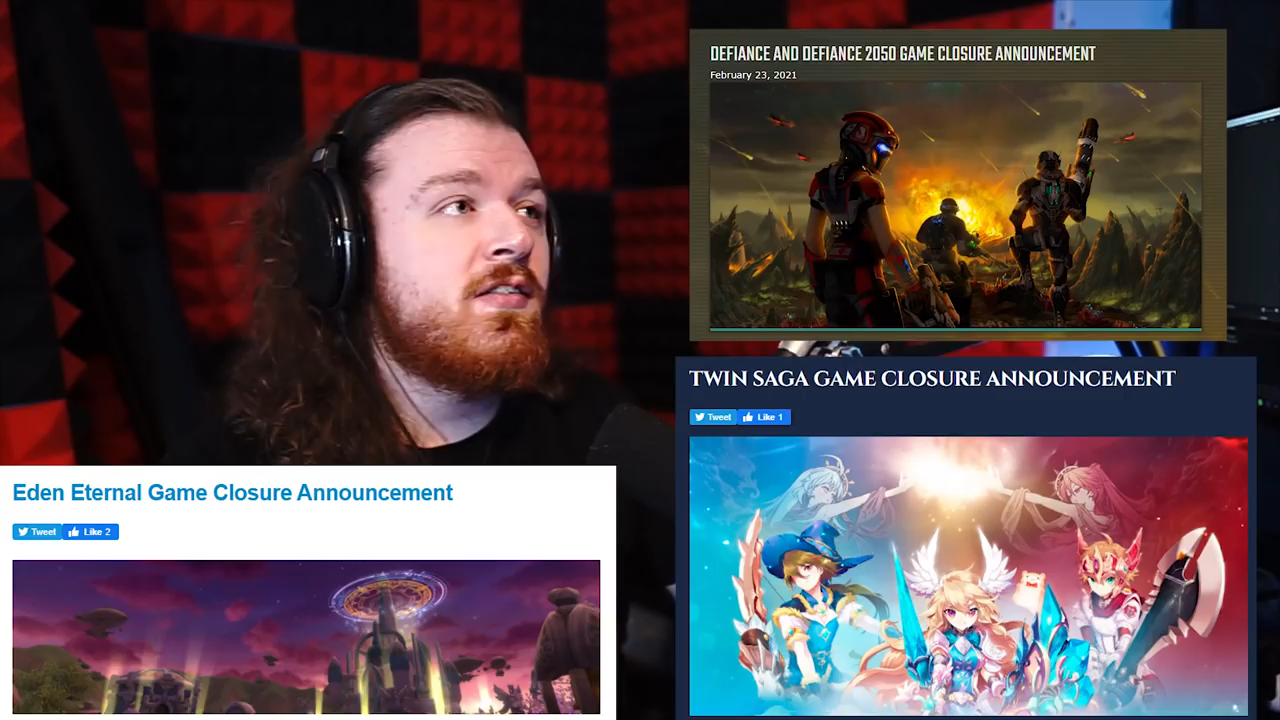 DEFIANCE AND DEFIANCE 2050 GAME CLOSURE ANNOUNCEMENT
February 23, 2021
TWIN SAGA GAME CLOSURE ANNOUNCEMENT
Tweet Like 1
Eden Eternal Game Closure Announcement
Tweet Like 2